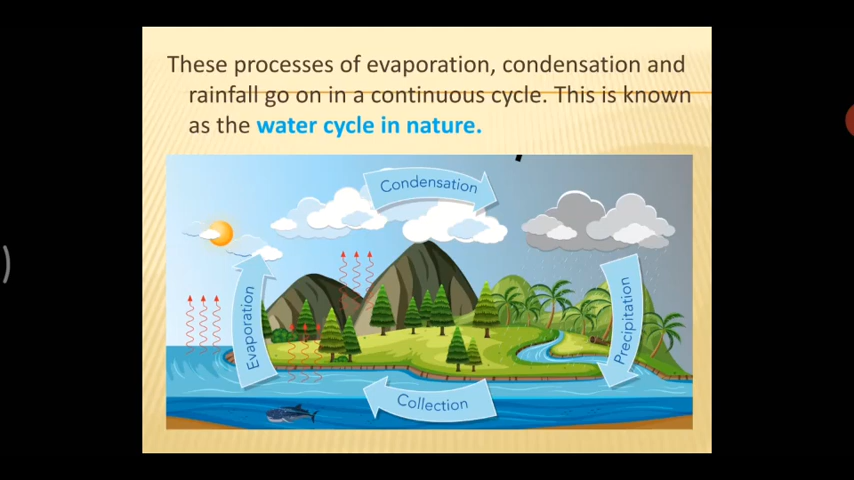 These processes of evaporation, condensation and
rainfall go on in a continuous cycle. This is known
as the water cycle in nature.
Condensation
Evaporation
Precipitation
Collection